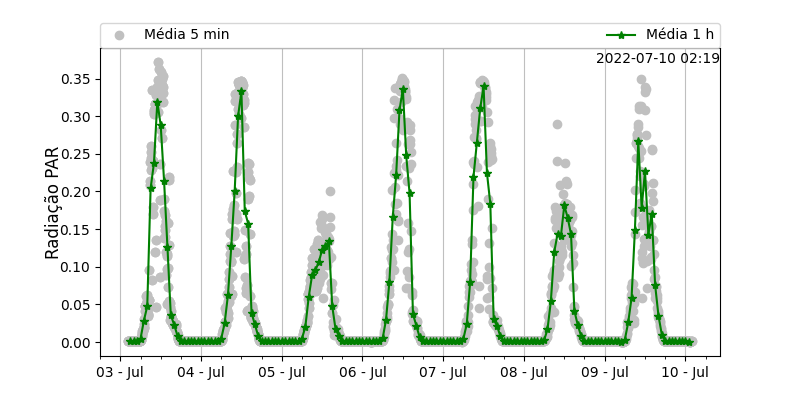 Média 5 min
Média 1 h
2022-07-10 02:19
Radiação PAR
0.35
0.30
0.25
0.20
0.15
0.10
0.05
0.00
03 - Jul
04 - Jul
05 - Jul
06 - Jul
07 - Jul
08 - Jul
09 - Jul
10 - Jul